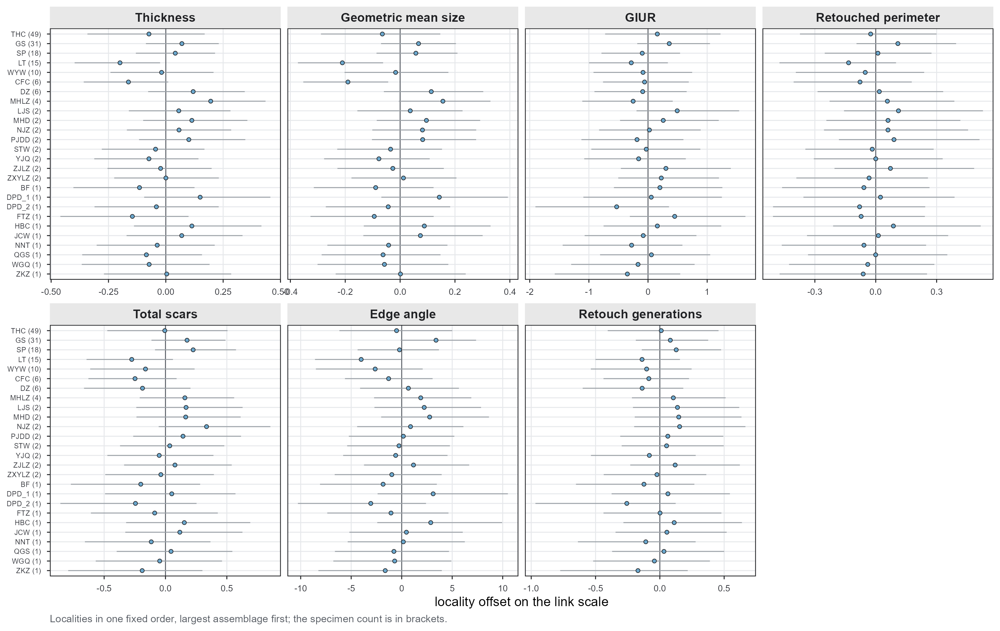 Thickness Geometric mean size GIUR Retouched perimeter
THC (49)
GS (31)
SP (18)
LT (15)
WYW (10)
CFC (6)
DZ (6)
MHLZ (4)
LJS (2)
MHD (2)
NJZ (2)
PJDD (2)
STW (2)
YJQ (2)
ZJLZ (2)
ZXYLZ (2)
BF (1)
DPD_1 (1)
DPD_2 (1)
FTZ (1)
HBC (1)
JCW (1)
NNT (1)
QGS (1)
WGQ (1)
ZKZ (1)
-0.50 -0.25 0.00 0.25 0.50 -0.4 -0.2 0.0 0.2 0.4 -2 -1 0 1 -0.3 0.0 0.3
Total scars Edge angle Retouch generations
THC (49)
GS (31)
SP (18)
LT (15)
WYW (10)
CFC (6)
DZ (6)
MHLZ (4)
LJS (2)
MHD (2)
NJZ (2)
PJDD (2)
STW (2)
YJQ (2)
ZJLZ (2)
ZXYLZ (2)
BF (1)
DPD_1 (1)
DPD_2 (1)
FTZ (1)
HBC (1)
JCW (1)
NNT (1)
QGS (1)
WGQ (1)
ZKZ (1)
-0.5 0.0 0.5 -10 -5 0 5 10 -1.0 -0.5 0.0 0.5
locality offset on the link scale
Localities in one fixed order, largest assemblage first; the specimen count is in brackets.